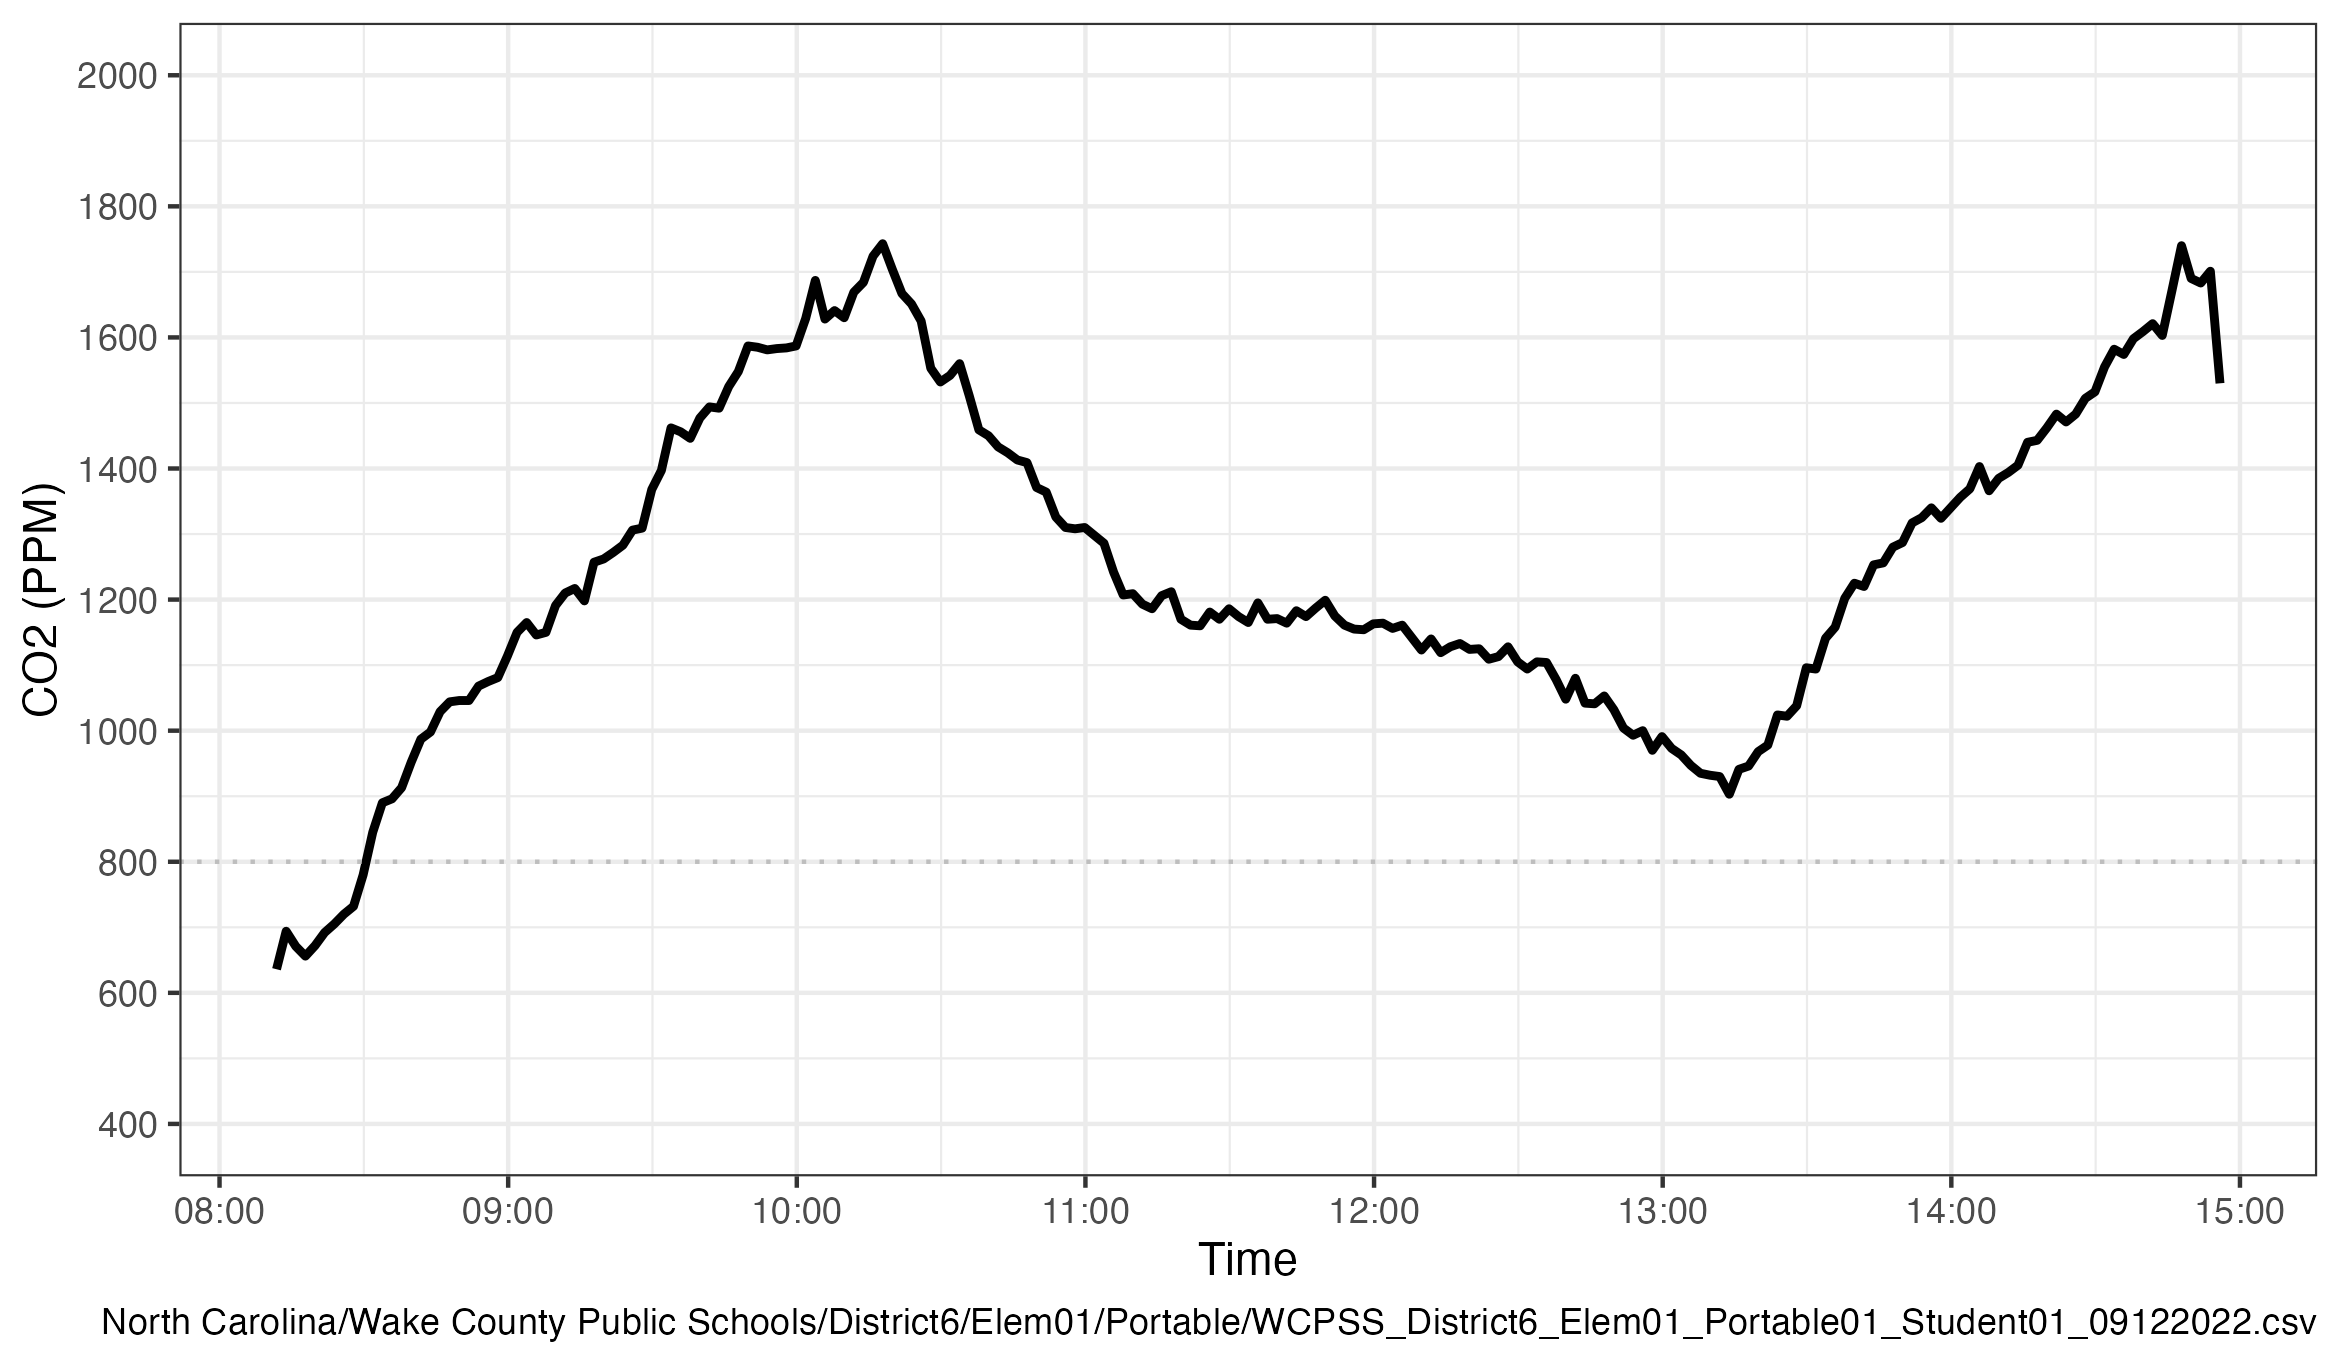 CO2 (PPM)
2000
1800
1600
1400
1200
1000
800
600
400
08:00 09:00 10:00 11:00 12:00 13:00 14:00 15:00
Time
North Carolina/Wake County Public Schools/District6/Elem01/Portable/WCPSS_District6_Elem01_Portable01_Student01_09122022.csv